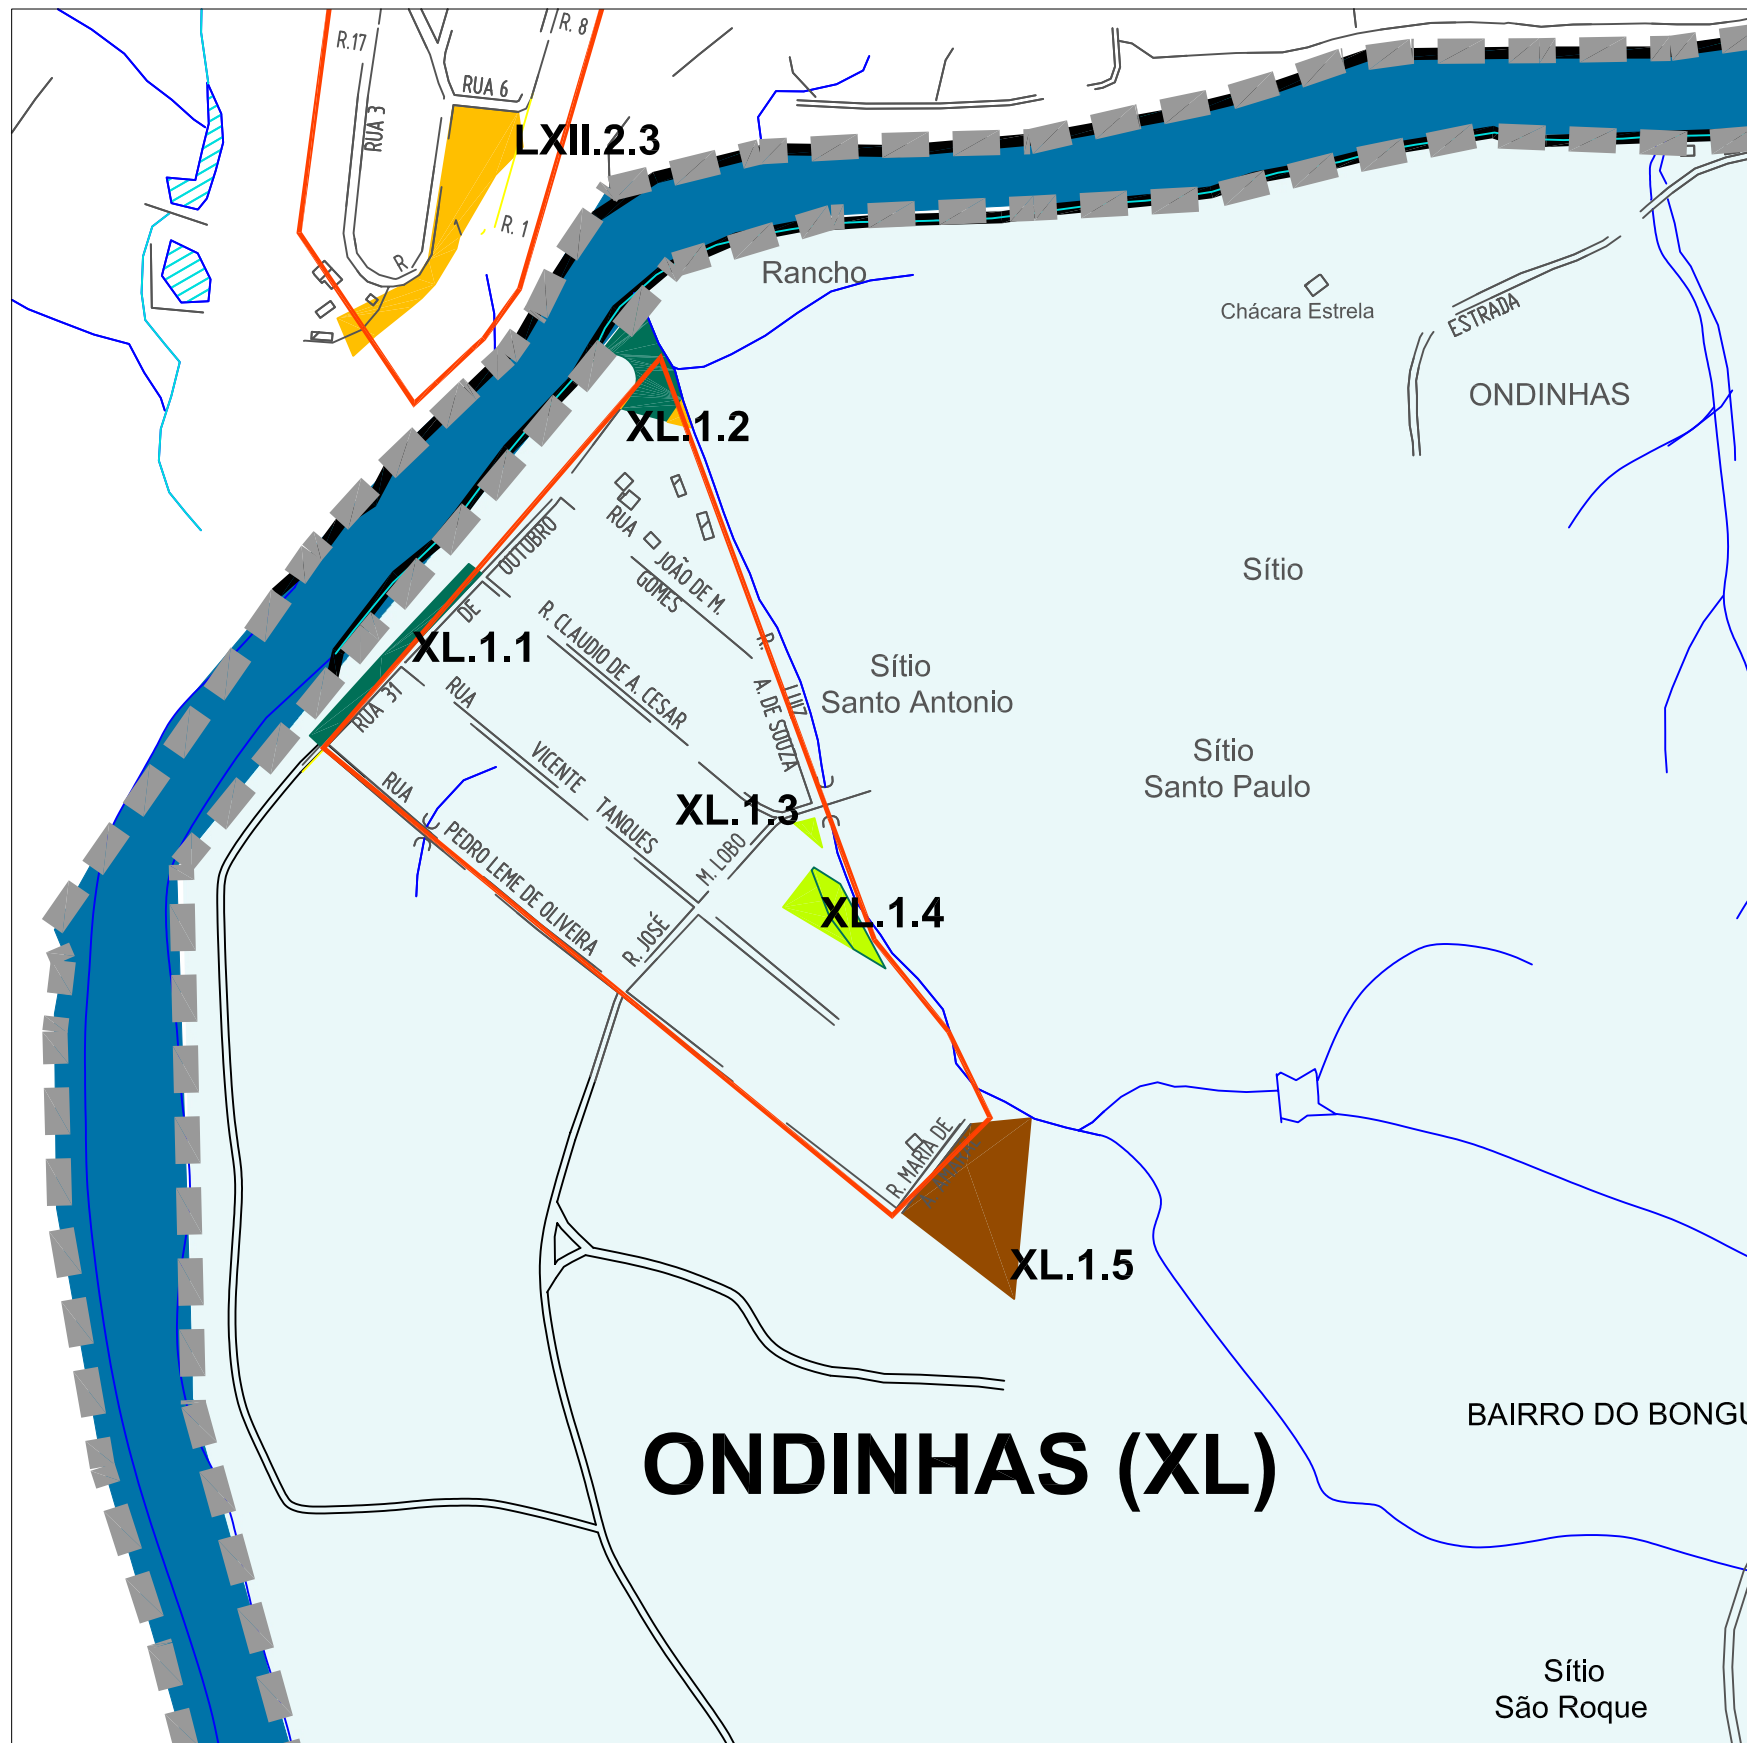 R.17
R. 8
RUA 6
RUA 3
LXII.2.3
1
R. 1
R.
Rancho
Chácara Estrela
ESTRADA
ONDINHAS
XL.1.2
OUTUBRO
RUA
JOÃO DE M.
GOMES
DE
XL.1.1
RUA 31
R. CLAUDIO DE A. CESAR
R.
LUIZ
A. DE SOUZA
Sítio
Sítio
Santo Antonio
Sítio
Santo Paulo
RUA
VICENTE
TANQUES
XL.1.3
M. LOBO
RUA
PEDRO LEME DE OLIVEIRA
R. JOSÉ
XL.1.4
R. MARIA DE
XL.1.5
BAIRRO DO BONGU
ONDINHAS (XL)
Sítio
São Roque